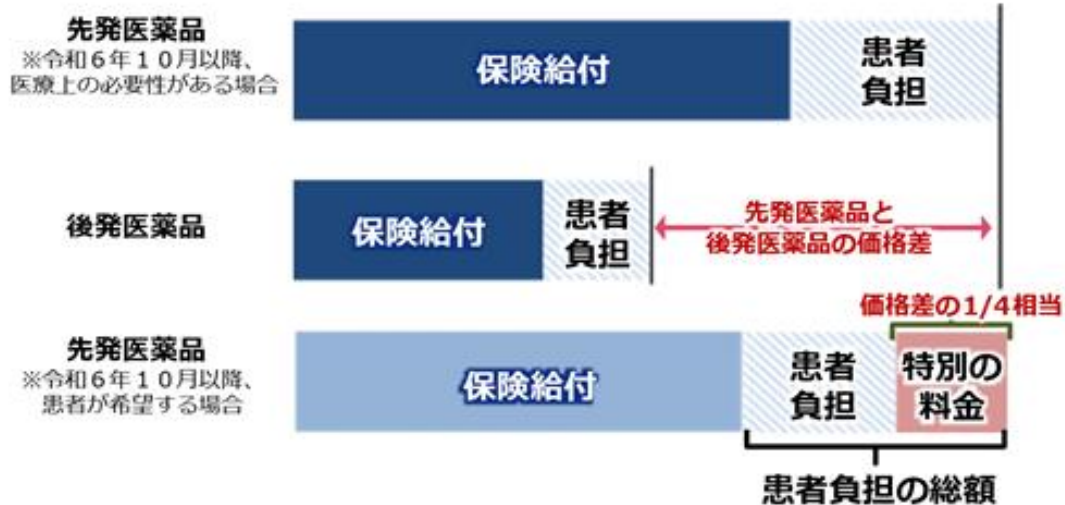 先発医薬品
※令和6年10月以降、
医療上の必要性がある場合
保険給付
患者
負担
後発医薬品
保険給付
患者
負担
先発医薬品と
後発医薬品の価格差
価格差の1/4相当
先発医薬品
※令和6年10月以降、
患者が希望する場合
保険給付
患者
負担
特別の
料金
患者負担の総額